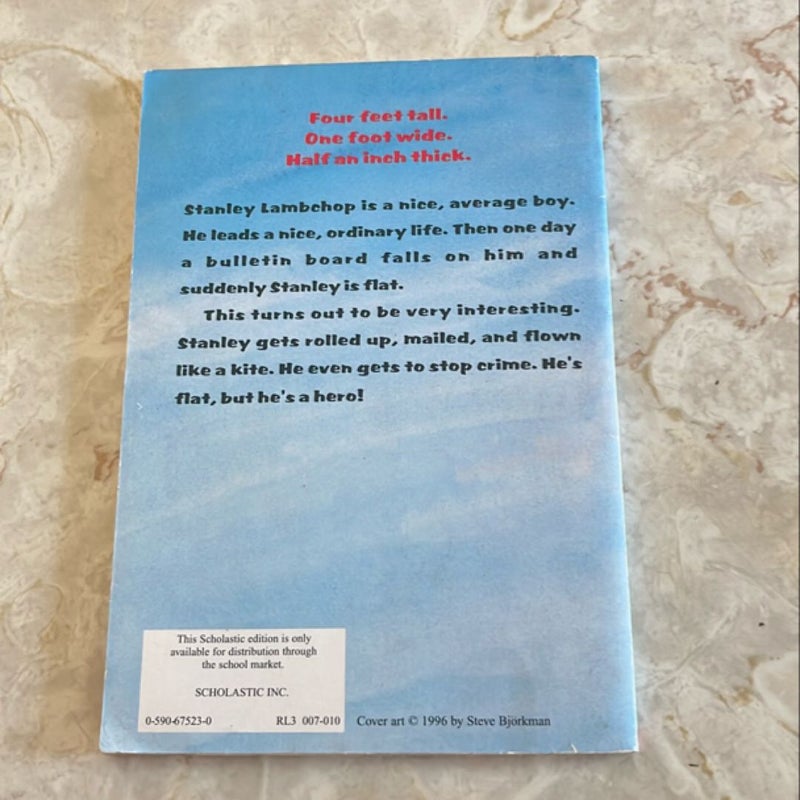 Four feet tall.
One foot wide.
Half an inch thick.
Stanley Lambchop is a nice, average boy.
He leads a nice, ordinary life. Then one day
a bulletin board falls on him and
suddenly Stanley is flat.
This turns out to be very interesting.
Stanley gets rolled up, mailed, and flown
like a kite. He even gets to stop crime. He's
flat, but he's a hero!
This Scholastic edition is only
available for distribution through
the school market.
SCHOLASTIC INC.
0-590-67523-0 RL3 007-010
Cover art © 1996 by Steve Björkman